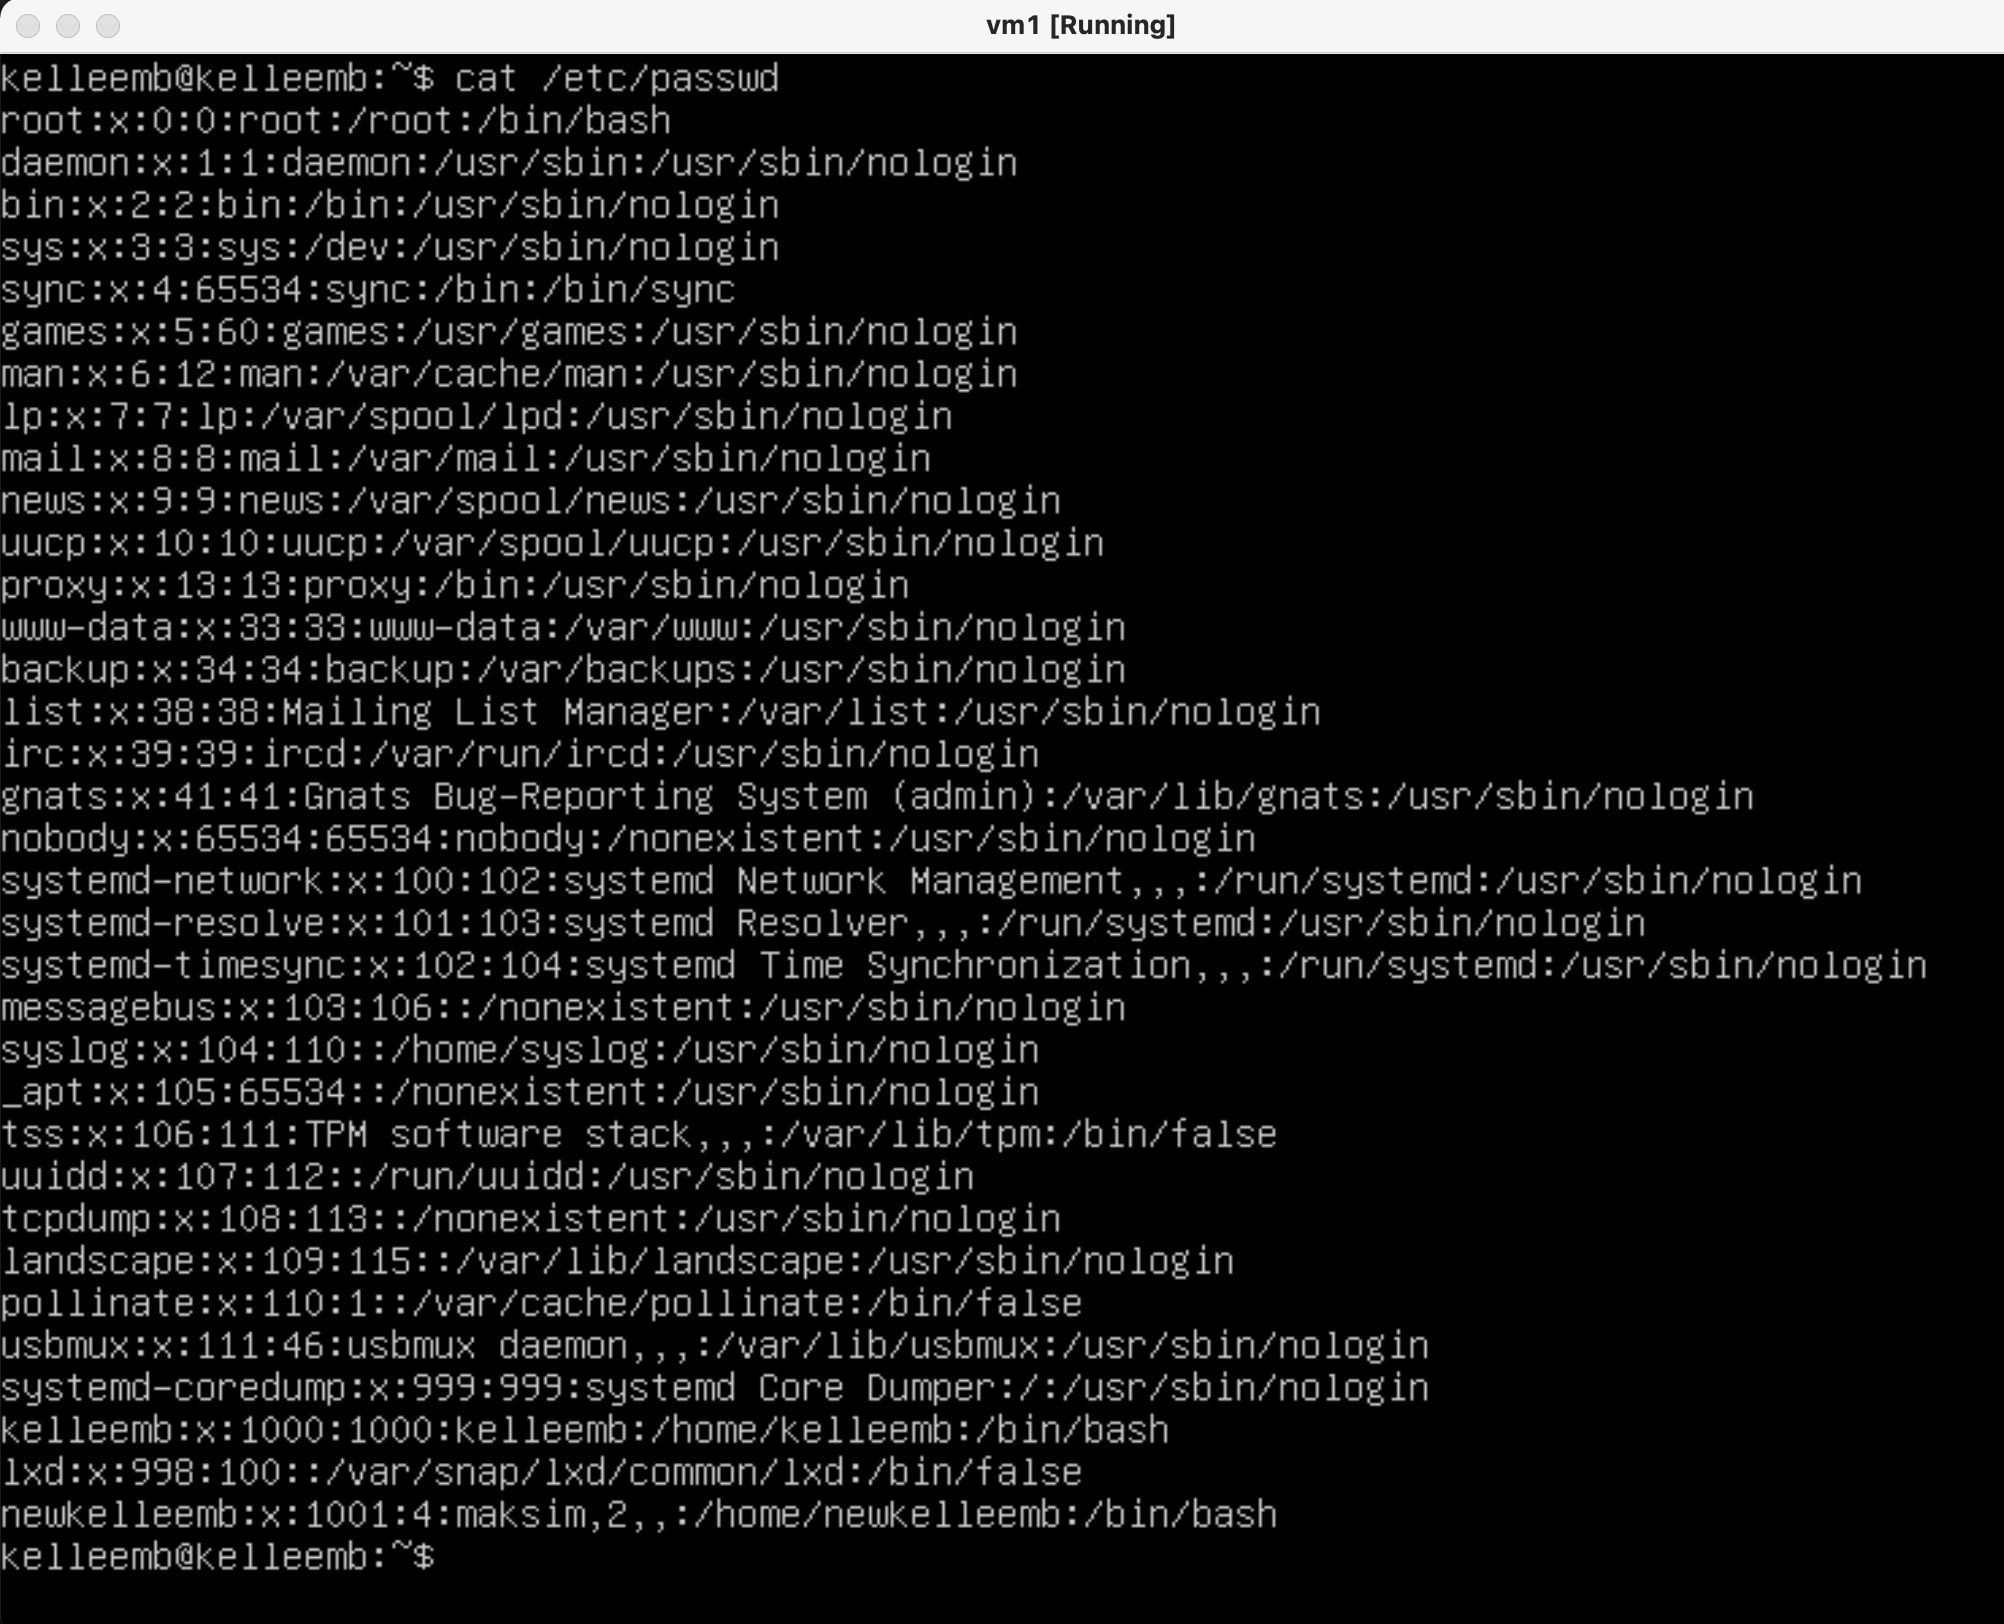 vm1 [Running]
kelleemb@kelleemb:~$ cat /etc/passwd
root:x:0:0:root:/root:/bin/bash
daemon:x:1:1:daemon:/usr/sbin:/usr/sbin/nologin
bin:x:2:2:bin:/bin:/usr/sbin/nologin
sys:x:3:3:sys:/dev:/usr/sbin/nologin
sync:x:4:65534:sync:/bin:/bin/sync
games:x:5:60:games:/usr/games:/usr/sbin/nologin
man:x:6:12:man:/var/cache/man:/usr/sbin/nologin
lp:x:7:7:lp:/var/spool/lpd:/usr/sbin/nologin
mail:x:8:8:mail:/var/mail:/usr/sbin/nologin
news:x:9:9:news:/var/spool/news:/usr/sbin/nologin
uucp:x:10:10:uucp:/var/spool/uucp:/usr/sbin/nologin
proxy:x:13:13:proxy:/bin:/usr/sbin/nologin
www-data:x:33:33:www-data:/var/www:/usr/sbin/nologin
backup:x:34:34:backup:/var/backups:/usr/sbin/nologin
list:x:38:38:Mailing List Manager:/var/list:/usr/sbin/nologin
irc:x:39:39:ircd:/var/run/ircd:/usr/sbin/nologin
gnats:x:41:41:Gnats Bug-Reporting System (admin):/var/lib/gnats:/usr/sbin/nologin
nobody:x:65534:65534:nobody:/nonexistent:/usr/sbin/nologin
systemd-network:x:100:102:systemd Network Management,,,:/run/systemd:/usr/sbin/nologin
systemd-resolve:x:101:103:systemd Resolver,,,:/run/systemd:/usr/sbin/nologin
systemd-timesync:x:102:104:systemd Time Synchronization,,,:/run/systemd:/usr/sbin/nologin
messagebus:x:103:106::/nonexistent:/usr/sbin/nologin
syslog:x:104:110::/home/syslog:/usr/sbin/nologin
_apt:x:105:65534::/nonexistent:/usr/sbin/nologin
tss:x:106:111:TPM software stack,,,:/var/lib/tpm:/bin/false
uuidd:x:107:112::/run/uuidd:/usr/sbin/nologin
tcpdump:x:108:113::/nonexistent:/usr/sbin/nologin
landscape:x:109:115::/var/lib/landscape:/usr/sbin/nologin
pollinate:x:110:1::/var/cache/pollinate:/bin/false
usbmux:x:111:46:usbmux daemon,,,:/var/lib/usbmux:/usr/sbin/nologin
systemd-coredump:x:999:999:systemd Core Dumper:/:/usr/sbin/nologin
kelleemb:x:1000:1000:kelleemb:/home/kelleemb:/bin/bash
lxd:x:998:100::/var/snap/lxd/common/lxd:/bin/false
newkelleemb:x:1001:4:maksim,2,,:/home/newkelleemb:/bin/bash
kelleemb@kelleemb:~$